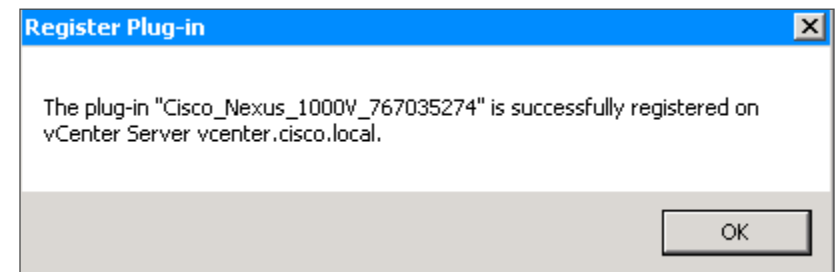 Register Plug-in
The plug-in "Cisco_Nexus_1000V_767035274" is successfully registered on
vCenter Server vcenter.cisco.local.
OK